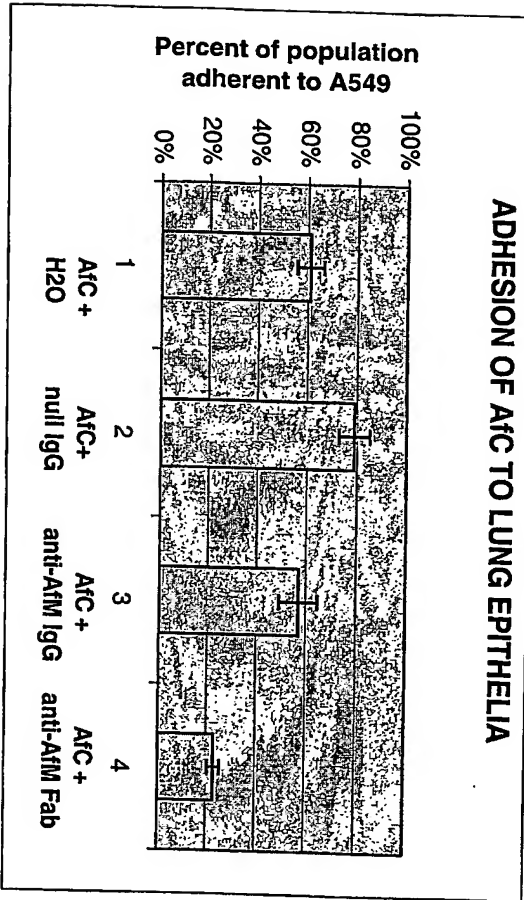 ADHESION OF AfC TO LUNG EPITHELIA
Percent of population
adherent to A549
100%
80%
60%
40%
20%
0%
1
2
3
4
AfC +
H2O
AfC+
null IgG
AfC +
anti-AfM IgG
AfC +
anti-AfM Fab